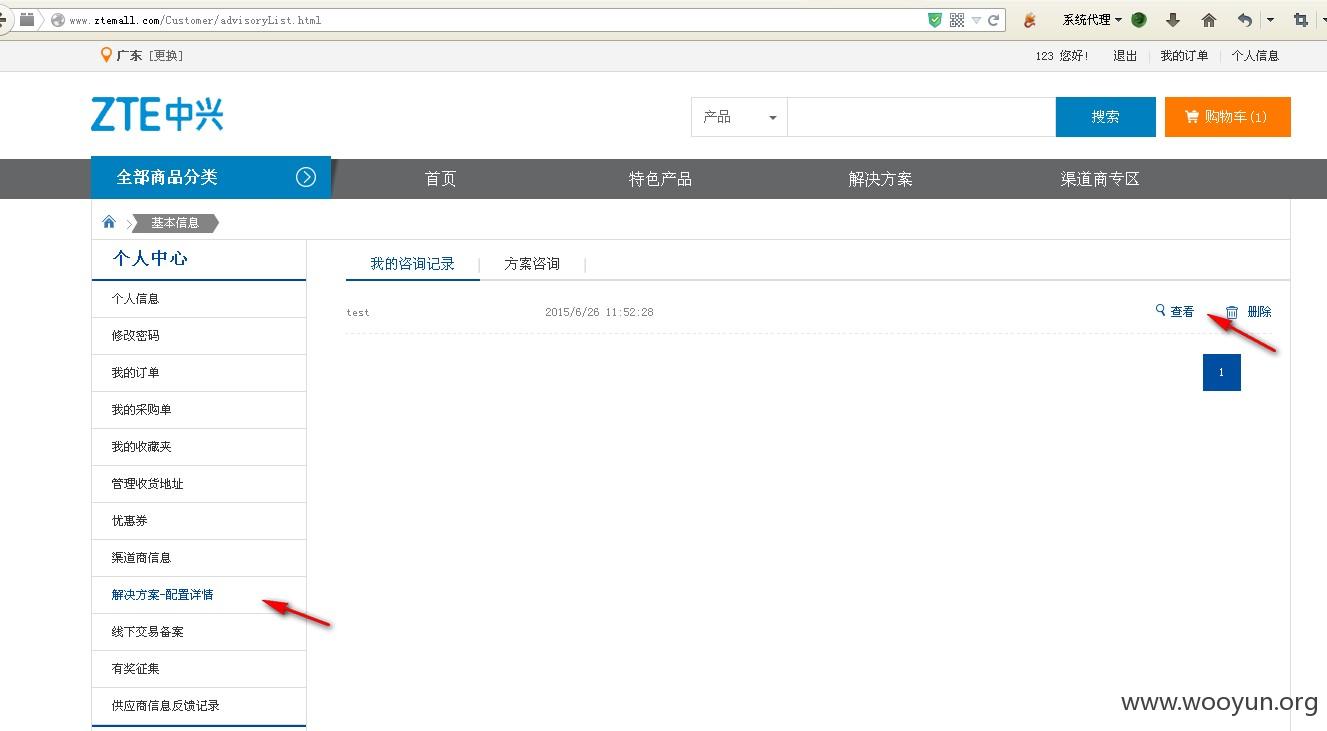 www.ztemall.com/Customer/advisoryList.html
系统代理
广东 [更换]
123 您好! 退出 我的订单 个人信息
ZTE中兴
产品 搜索 购物车(1)
全部商品分类 首页 特色产品 解决方案 渠道商专区
基本信息
个人中心
我的咨询记录 方案咨询
个人信息
test 2015/6/26 11:52:28 查看 删除
修改密码
我的订单
1
我的采购单
我的收藏夹
管理收货地址
优惠券
渠道商信息
解决方案-配置详情
线下交易备案
有奖征集
供应商信息反馈记录
www.wooyun.org